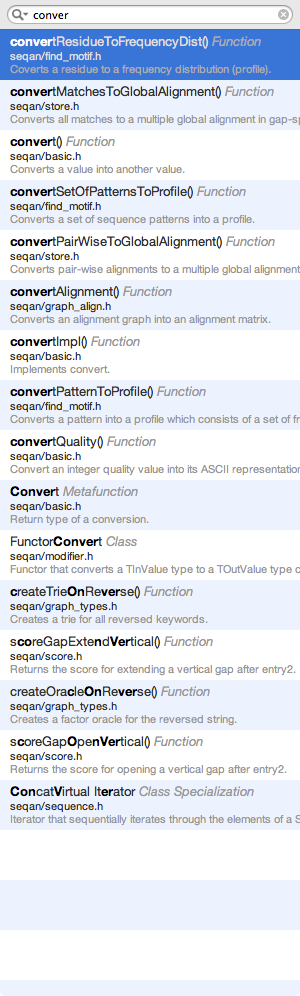 conver
convertResidueToFrequencyDist() Function
seqan/find_motif.h
Coverts a residue to a frequency distribution (profile).
convertMatchesToGlobalAlignment() Function
seqan/store.h
Converts all matches to a multiple global alignment in gap-sp
convert() Function
seqan/basic.h
Converts a value into another value.
convertSetOfPatternsToProfile() Function
seqan/find_motif.h
Converts a set of sequence patterns into a profile.
convertPairWiseToGlobalAlignment() Function
seqan/store.h
Converts pair-wise alignments to a multiple global alignment
convertAlignment() Function
seqan/graph_align.h
Converts an alignment graph into an alignment matrix.
convertImpl() Function
seqan/basic.h
Implements convert.
convertPatternToProfile() Function
seqan/find_motif.h
Converts a pattern into a profile which consists of a set of fr
convertQuality() Function
seqan/basic.h
Convert an integer quality value into its ASCII representation
Convert Metafunction
seqan/basic.h
Return type of a conversion.
FunctorConvert Class
seqan/modifier.h
Functor that converts a TInValue type to a TOutValue type c
createTrieOnReverse() Function
seqan/graph_types.h
Creates a trie for all reversed keywords.
scoreGapExtendVertical() Function
seqan/score.h
Returns the score for extending a vertical gap after entry2.
createOracleOnReverse() Function
seqan/graph_types.h
Creates a factor oracle for the reversed string.
scoreGapOpenVertical() Function
seqan/score.h
Returns the score for opening a vertical gap after entry2.
ConcatVirtual Iterator Class Specialization
seqan/sequence.h
Iterator that sequentially iterates through the elements of a S